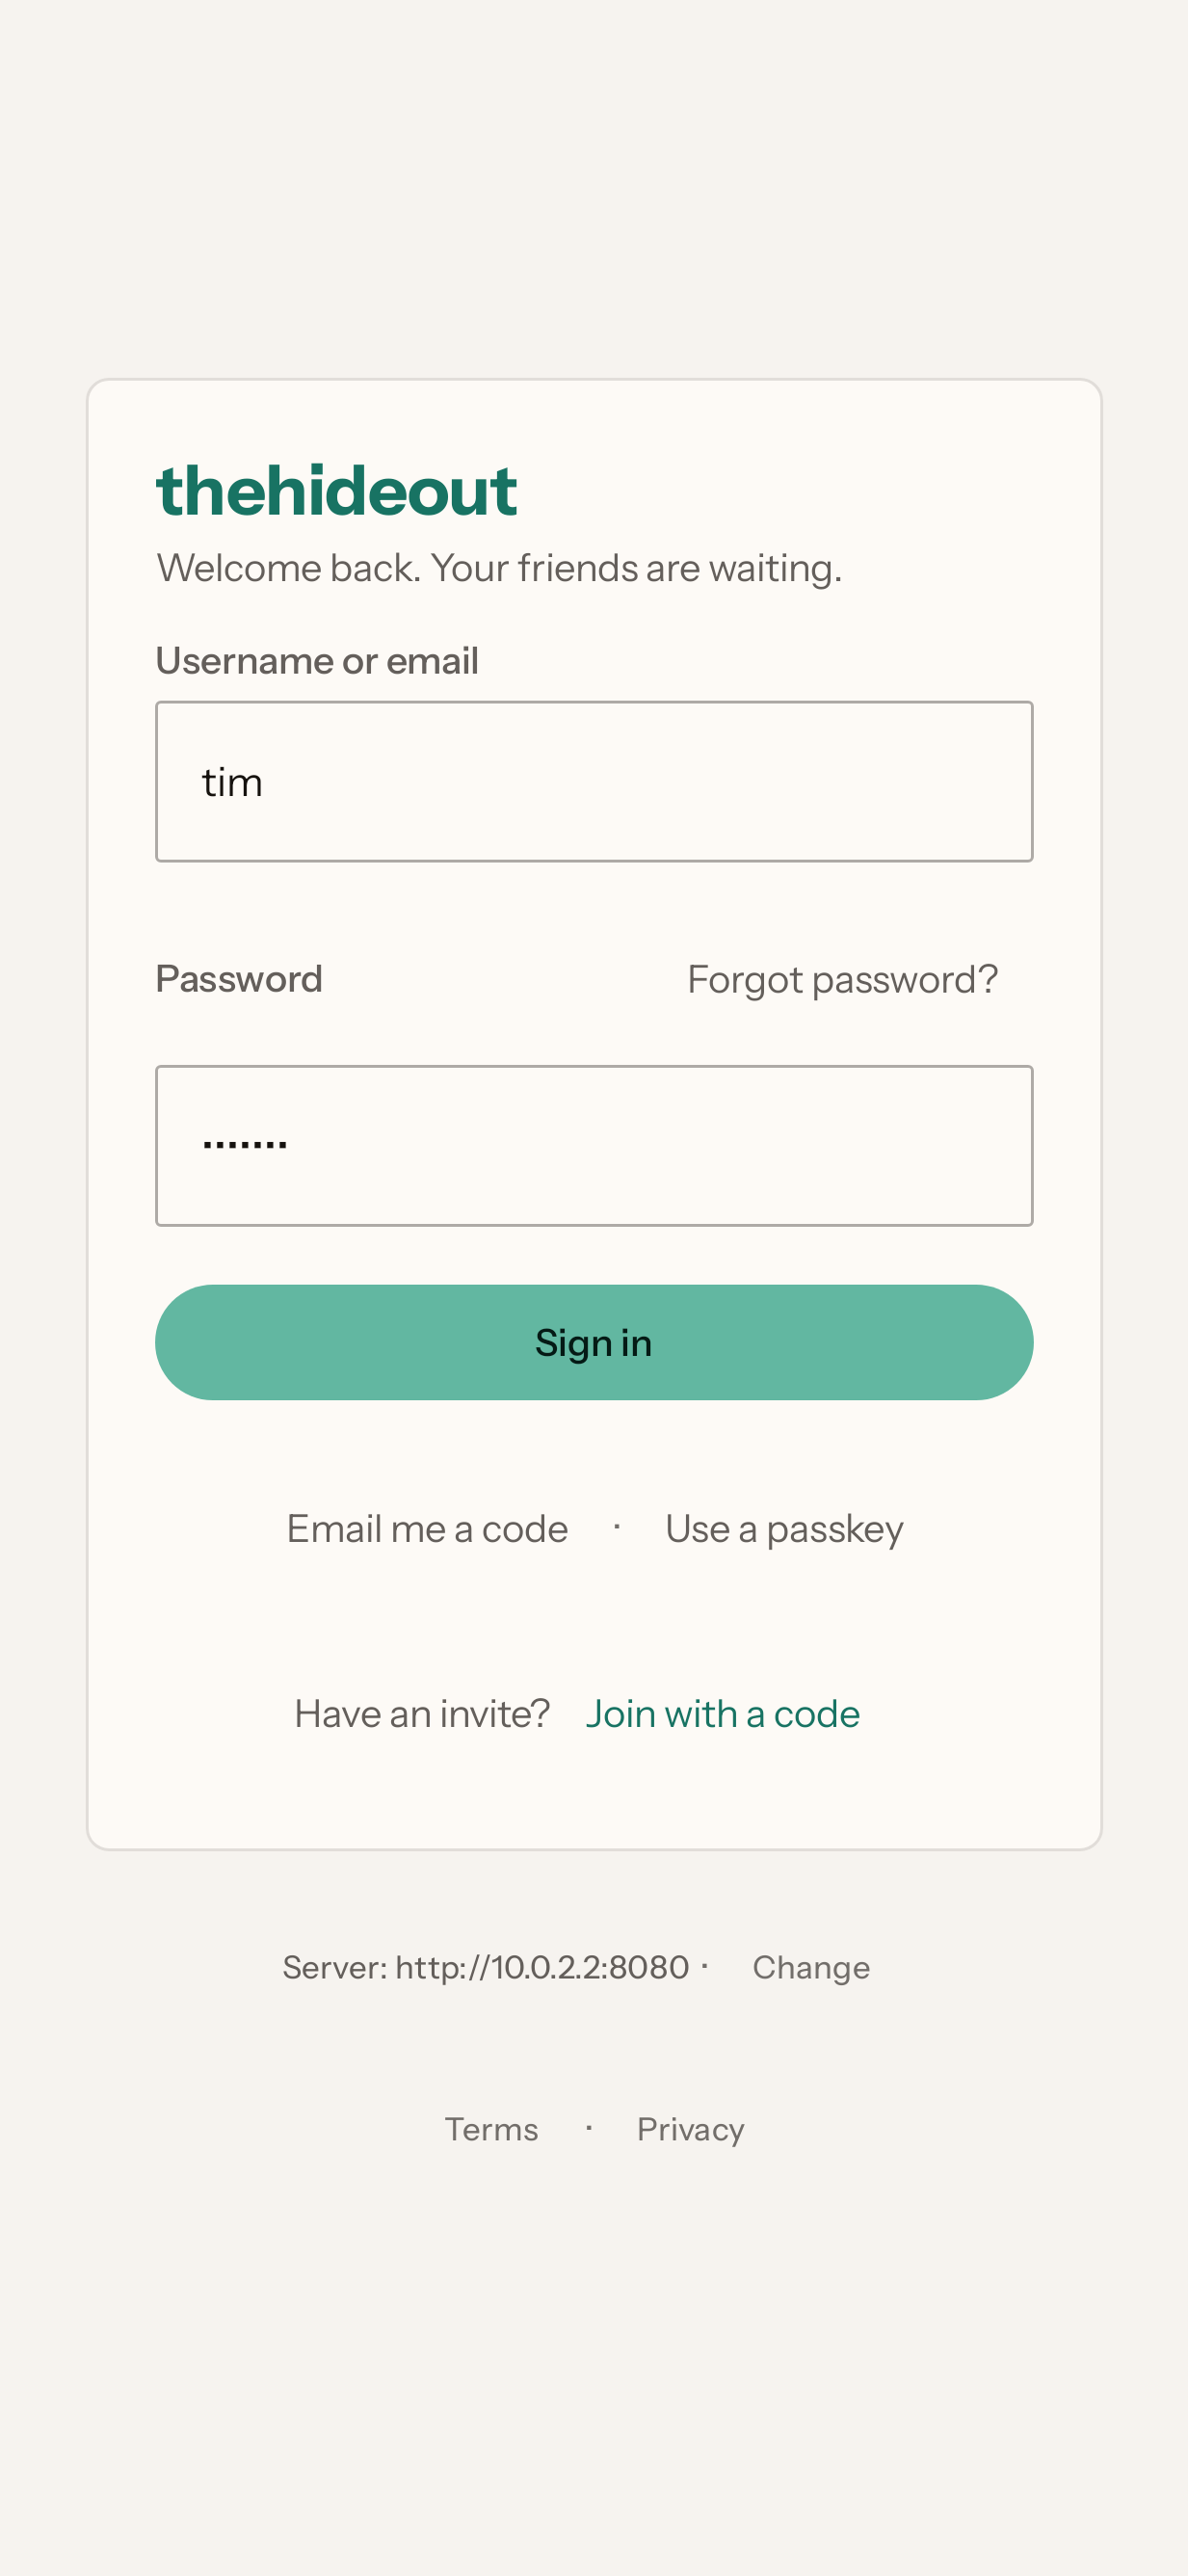 thehideout
Welcome back. Your friends are waiting.
Username or email
tim
Password Forgot password?
•••••••
Sign in
Email me a code · Use a passkey
Have an invite? Join with a code
Server: http://10.0.2.2:8080 · Change
Terms · Privacy